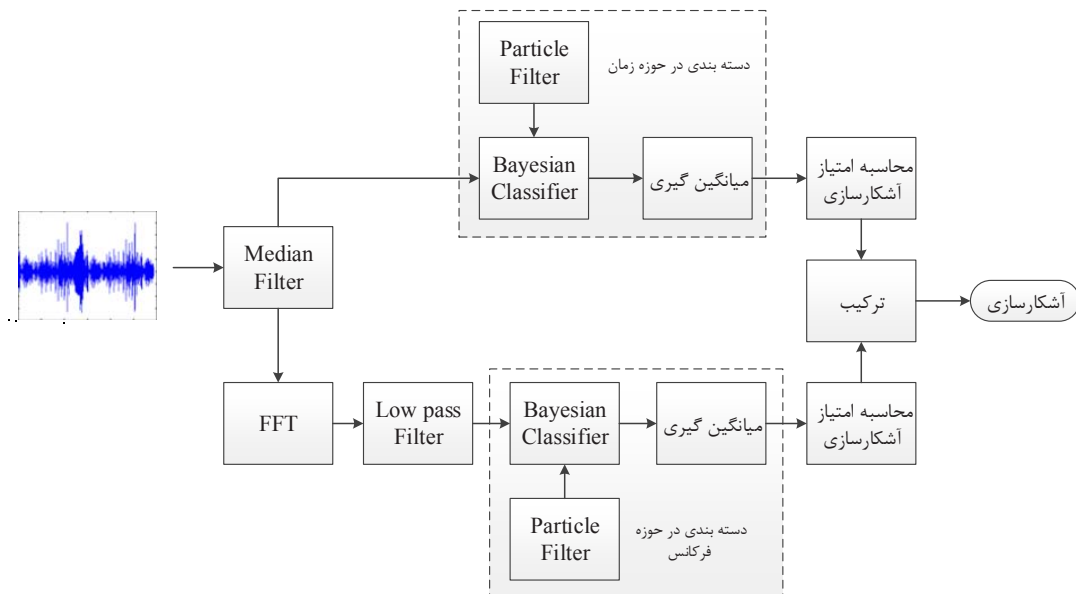 Particle
Filter
دسته بندی در حوزه زمان
Bayesian
Classifier
میانگین گیری
محاسبه امتیاز
آشکارسازی
Median
Filter
ترکیب
آشکارسازی
FFT
Low pass
Filter
Bayesian
Classifier
میانگین گیری
محاسبه امتیاز
آشکارسازی
Particle
Filter
دسته بندی در حوزه
فرکانس